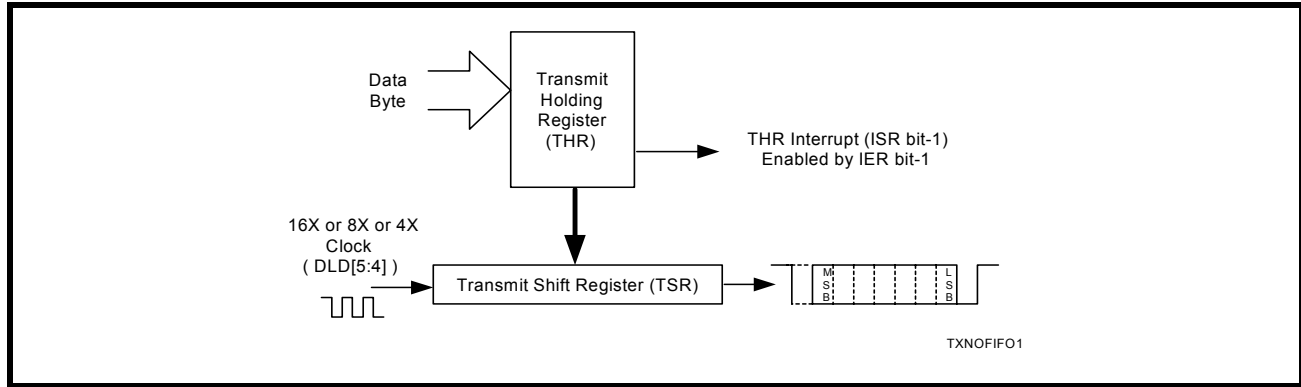 Data
Byte
Transmit
Holding
Register
(THR)
THR Interrupt (ISR bit-1)
Enabled by IER bit-1
16X or 8X or 4X
Clock
( DLD[5:4] )
Transmit Shift Register (TSR)
M
S
B
L
S
B
TXNOFIFO1